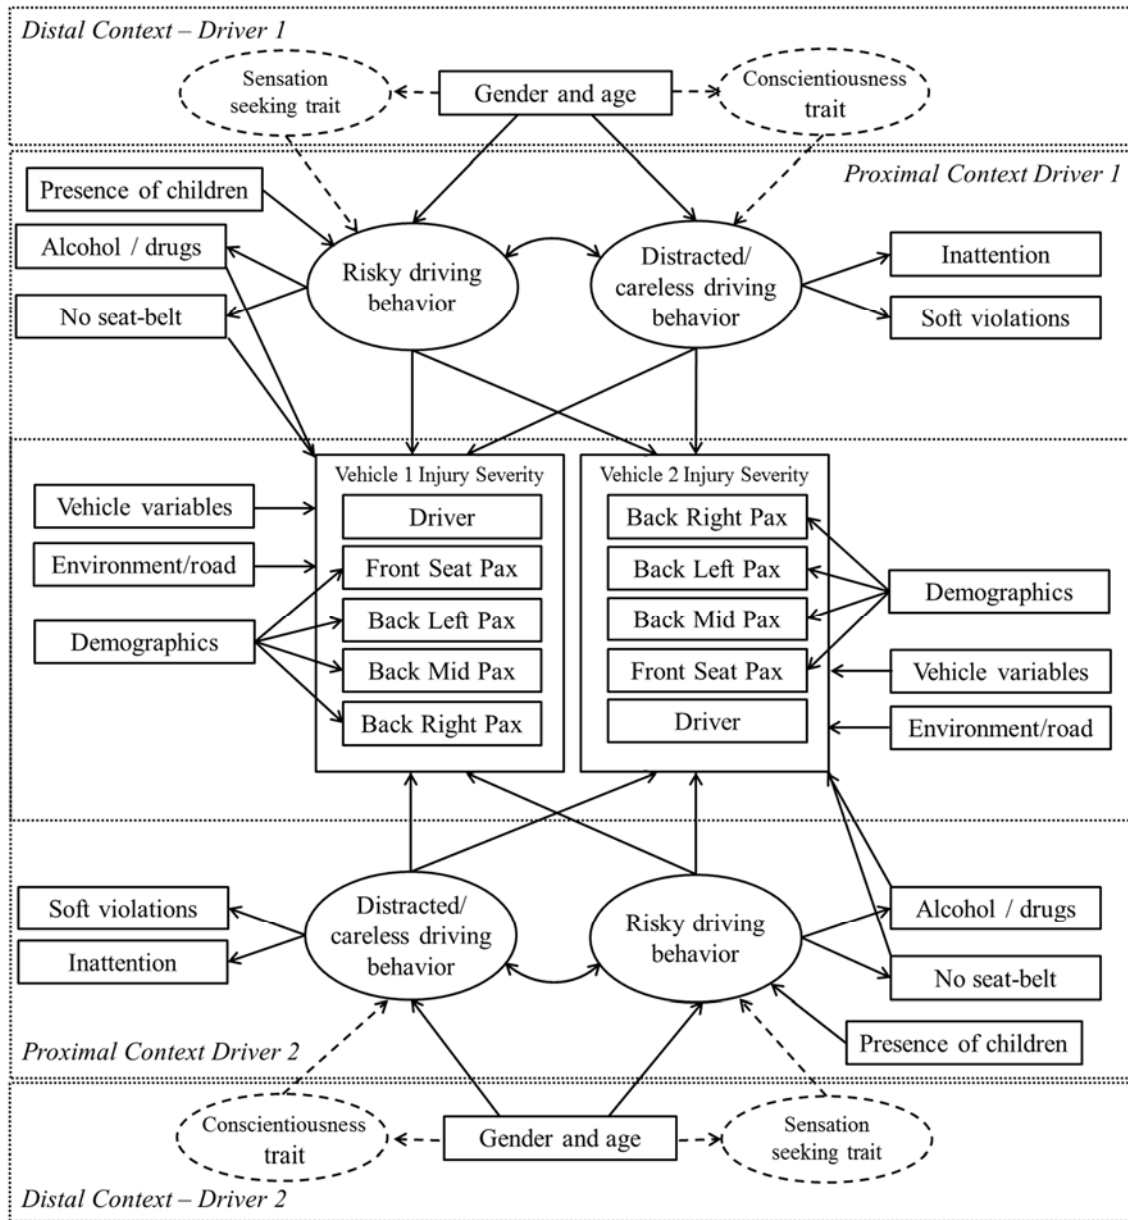 Distal Context – Driver 1
Sensation
seeking trait
Gender and age
Conscientiousness
trait
Proximal Context Driver 1
Presence of children
Alcohol / drugs
No seat-belt
Risky driving
behavior
Distracted/
careless driving
behavior
Inattention
Soft violations
Vehicle 1 Injury Severity
Driver
Front Seat Pax
Back Left Pax
Back Mid Pax
Back Right Pax
Vehicle variables
Environment/road
Demographics
Vehicle 2 Injury Severity
Back Right Pax
Back Left Pax
Back Mid Pax
Front Seat Pax
Driver
Demographics
Vehicle variables
Environment/road
Soft violations
Inattention
Distracted/
careless driving
behavior
Risky driving
behavior
Alcohol / drugs
No seat-belt
Presence of children
Proximal Context Driver 2
Conscientiousness
trait
Gender and age
Sensation
seeking trait
Distal Context – Driver 2